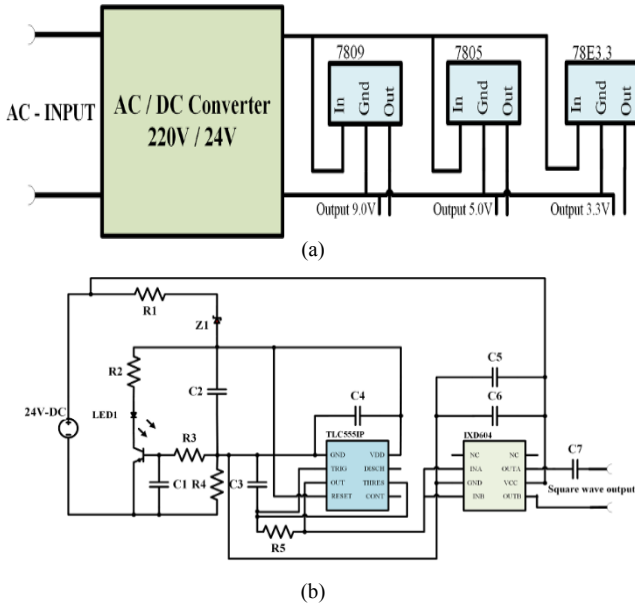 7809
7805
78E3.3
In
Gnd
Out
In
Gnd
Out
In
Gnd
Out
AC - INPUT
AC / DC Converter
220V / 24V
Output 9.0V
Output 5.0V
Output 3.3V
(a)
R1
Z1
R2
C2
C5
C6
24V-DC
LED1
R3
C4
TLC555IP
IXD604
C7
C1
R4
C3
GND
VDD
TRIG
DISCH
OUT
THRES
RESET
CONT
NC
NC
INA
OUTA
GND
VCC
INB
OUTB
Square wave output
R5
(b)